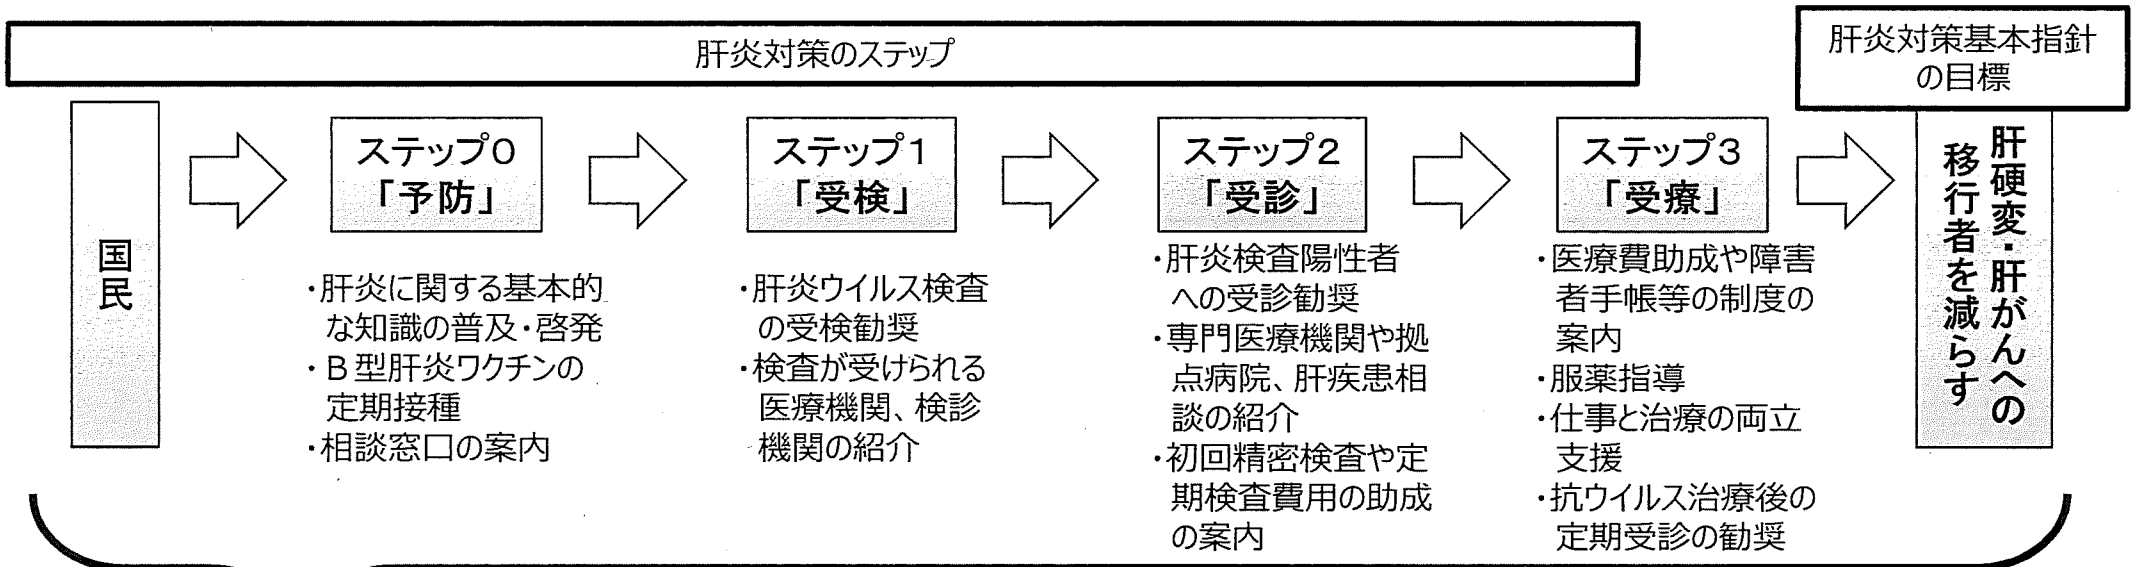 肝炎対策のステップ
肝炎対策基本指針
の目標
国民
ステップ0
「予防」
・肝炎に関する基本的
な知識の普及・啓発
・B型肝炎ワクチンの
定期接種
・相談窓口の案内
ステップ1
「受検」
・肝炎ウイルス検査
の受検勧奨
・検査が受けられる
医療機関、検診
機関の紹介
ステップ2
「受診」
・肝炎検査陽性者
への受診勧奨
・専門医療機関や拠
点病院、肝疾患相
談の紹介
・初回精密検査や定
期検査費用の助成
の案内
ステップ3
「受療」
・医療費助成や障害
者手帳等の制度の
案内
・服薬指導
・仕事と治療の両立
支援
・抗ウイルス治療後の
定期受診の勧奨
肝硬変・肝がんへの
移行者を減らす